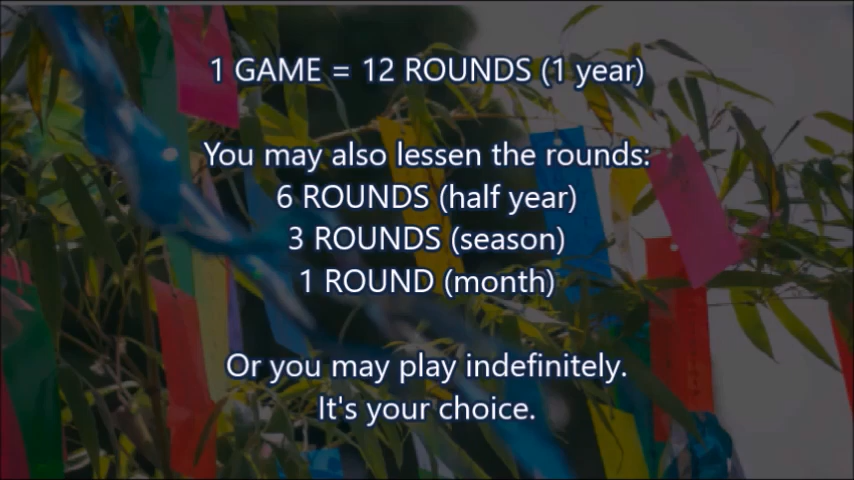 1 GAME = 12 ROUNDS (1 year)
You may also lessen the rounds:
6 ROUNDS (half year)
3 ROUNDS (season)
1 ROUND (month)
Or you may play indefinitely.
It's your choice.